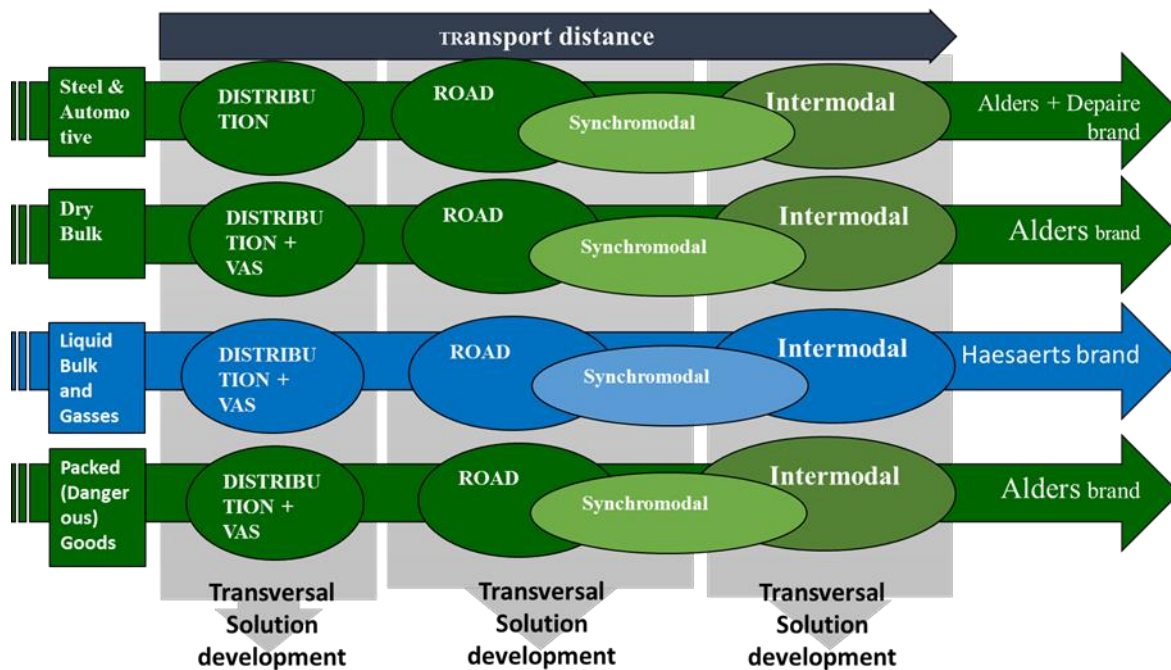 TRansport distance
Steel &
Automo
tive
DISTRIBU
TION
ROAD
Synchromodal
Intermodal
Alders + Depaire
brand
Dry
Bulk
DISTRIBU
TION +
VAS
ROAD
Synchromodal
Intermodal
Alders brand
Liquid
Bulk
and
Gasses
DISTRIBU
TION +
VAS
ROAD
Synchromodal
Intermodal
Haesaerts brand
Packed
(Danger
ous)
Goods
DISTRIBU
TION +
VAS
ROAD
Synchromodal
Intermodal
Alders brand
Transversal
Solution
development
Transversal
Solution
development
Transversal
Solution
development